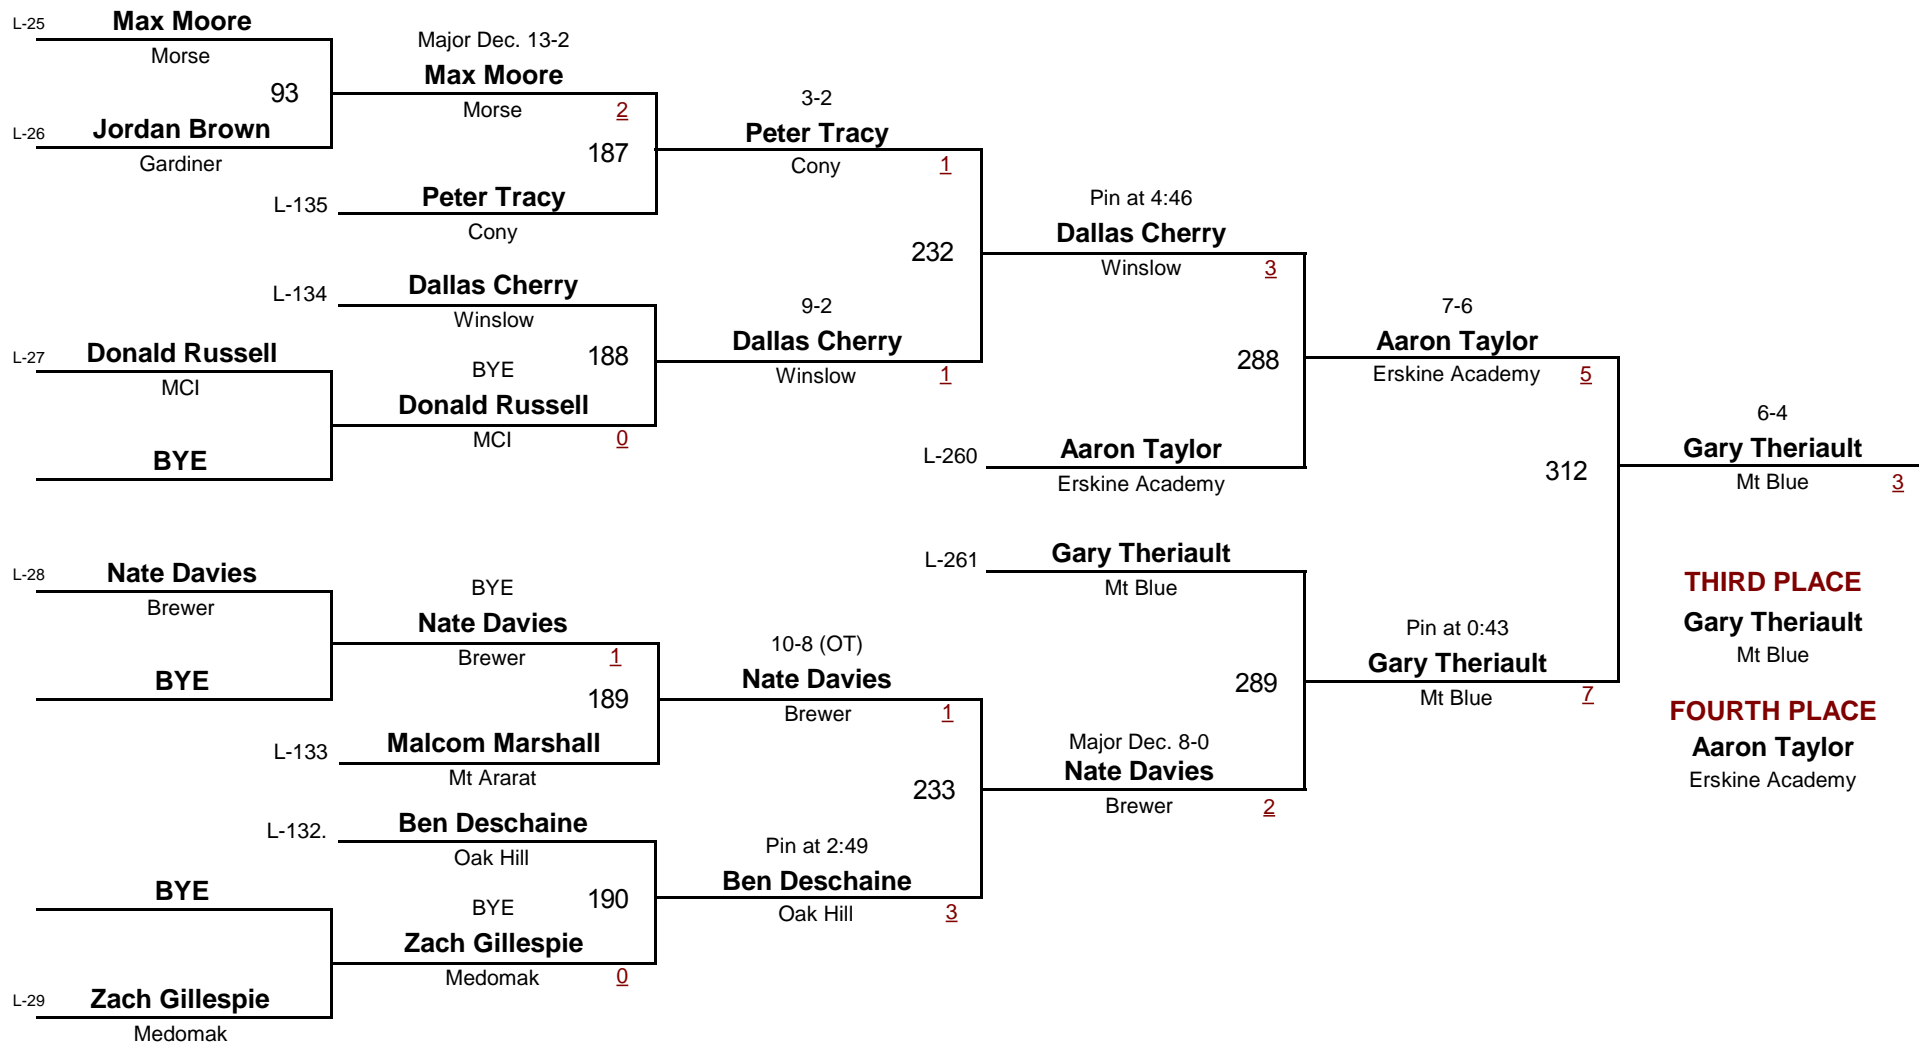 L-25 Max Moore
Morse
93
L-26 Jordan Brown
Gardiner
Major Dec. 13-2
Max Moore
Morse 2
187
L-135 Peter Tracy
Cony
3-2
Peter Tracy
Cony 1
L-134 Dallas Cherry
Winslow
L-27 Donald Russell
MCI
BYE
188
BYE
Donald Russell
MCI 0
9-2
Dallas Cherry
Winslow 1
232
Pin at 4:46
Dallas Cherry
Winslow 3
288
L-260 Aaron Taylor
Erskine Academy
7-6
Aaron Taylor
Erskine Academy 5
312
6-4
Gary Theriault
Mt Blue 3
L-28 Nate Davies
Brewer
BYE
BYE
Nate Davies
Brewer 1
189
L-133 Malcom Marshall
Mt Ararat
10-8 (OT)
Nate Davies
Brewer 1
L-132. Ben Deschaine
Oak Hill
BYE
190
BYE
Zach Gillespie
Medomak 0
L-29 Zach Gillespie
Medomak
Pin at 2:49
Ben Deschaine
Oak Hill 3
233
Major Dec. 8-0
Nate Davies
Brewer 2
L-261 Gary Theriault
Mt Blue
289
Pin at 0:43
Gary Theriault
Mt Blue 7
THIRD PLACE
Gary Theriault
Mt Blue
FOURTH PLACE
Aaron Taylor
Erskine Academy